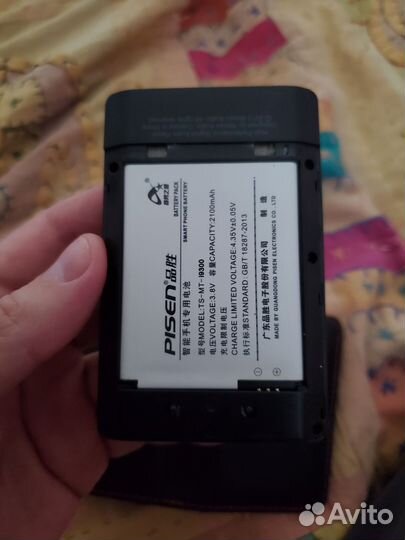 PISEN®品胜
智能手机专用电池
型号MODEL:TS-MT-I9300
电压VOLTAGE:3.8V 容量CAPACITY:2100mAh
充电限制电压
CHARGE LIMITED VOLTAGE:4.35V±0.05V
执行标准STANDARD: GB/T 18287-2013
广东品胜电子股份有限公司 制造
MADE BY GUANGDONG PISEN ELECTRONICS CO., LTD
BATTERY PACK
SMART PHONE BATTERY
Avito